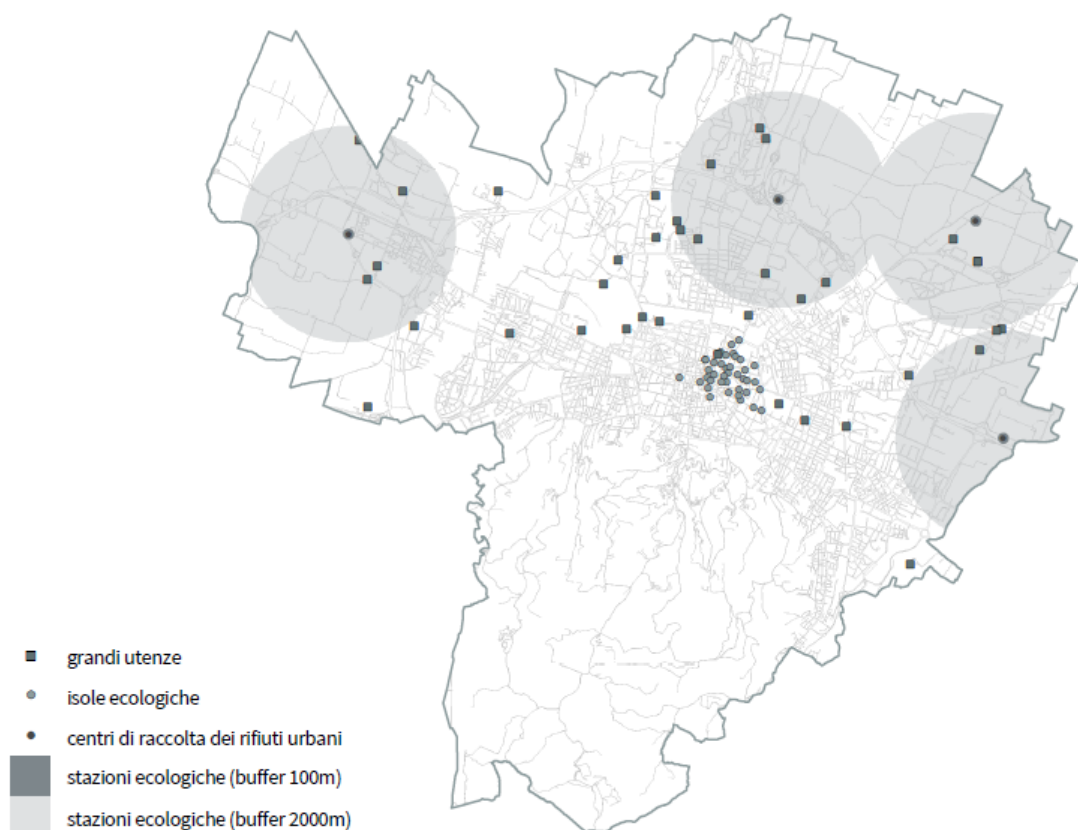 grandi utenze
isole ecologiche
centri di raccolta dei rifiuti urbani
stazioni ecologiche (buffer 100m)
stazioni ecologiche (buffer 2000m)